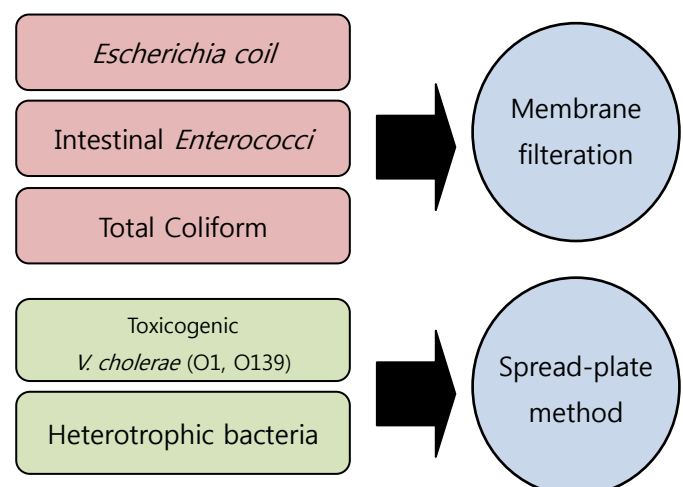 Escherichia coil
Intestinal Enterococci
Total Coliform
Membrane
filteration
Toxicogenic
V. cholerae (O1, O139)
Heterotrophic bacteria
Spread-plate
method